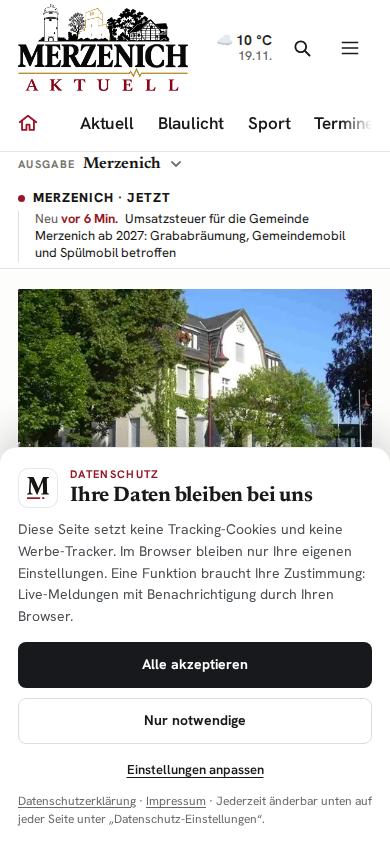 MERZENICH
AKTUELL
10 °C
19.11.
Aktuell Blaulicht Sport Termine
AUSGABE Merzenich
MERZENICH · JETZT
Neu vor 6 Min. Umsatzsteuer für die Gemeinde
Merzenich ab 2027: Grababräumung, Gemeindemobil
und Spülmobil betroffen
M
DATENSCHUTZ
Ihre Daten bleiben bei uns
Diese Seite setzt keine Tracking-Cookies und keine
Werbe-Tracker. Im Browser bleiben nur Ihre eigenen
Einstellungen. Eine Funktion braucht Ihre Zustimmung:
Live-Meldungen mit Benachrichtigung durch Ihren
Browser.
Alle akzeptieren
Nur notwendige
Einstellungen anpassen
Datenschutzerklärung · Impressum · Jederzeit änderbar unten auf
jeder Seite unter „Datenschutz-Einstellungen“.